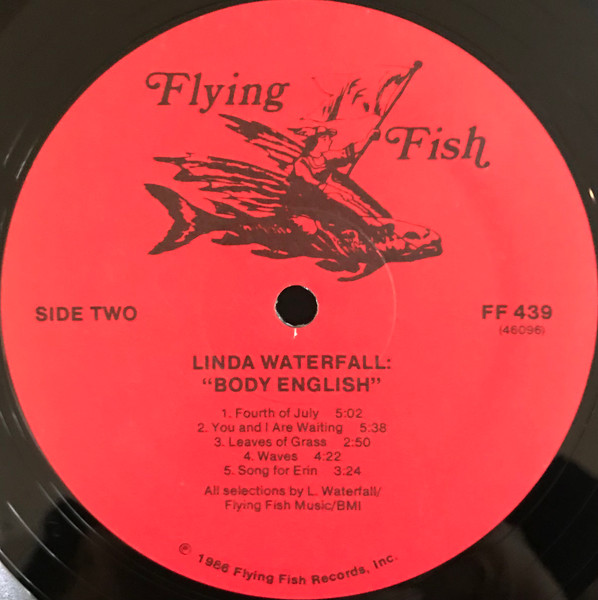 Flying
Fish
SIDE TWO
FF 439
(46096)
LINDA WATERFALL:
“BODY ENGLISH”
1. Fourth of July 5:02
2. You and I Are Waiting 5:38
3. Leaves of Grass 2:50
4. Waves 4:22
5. Song for Erin 3:24
All selections by L. Waterfall/
Flying Fish Music/BMI
℗ 1986 Flying Fish Records, Inc.